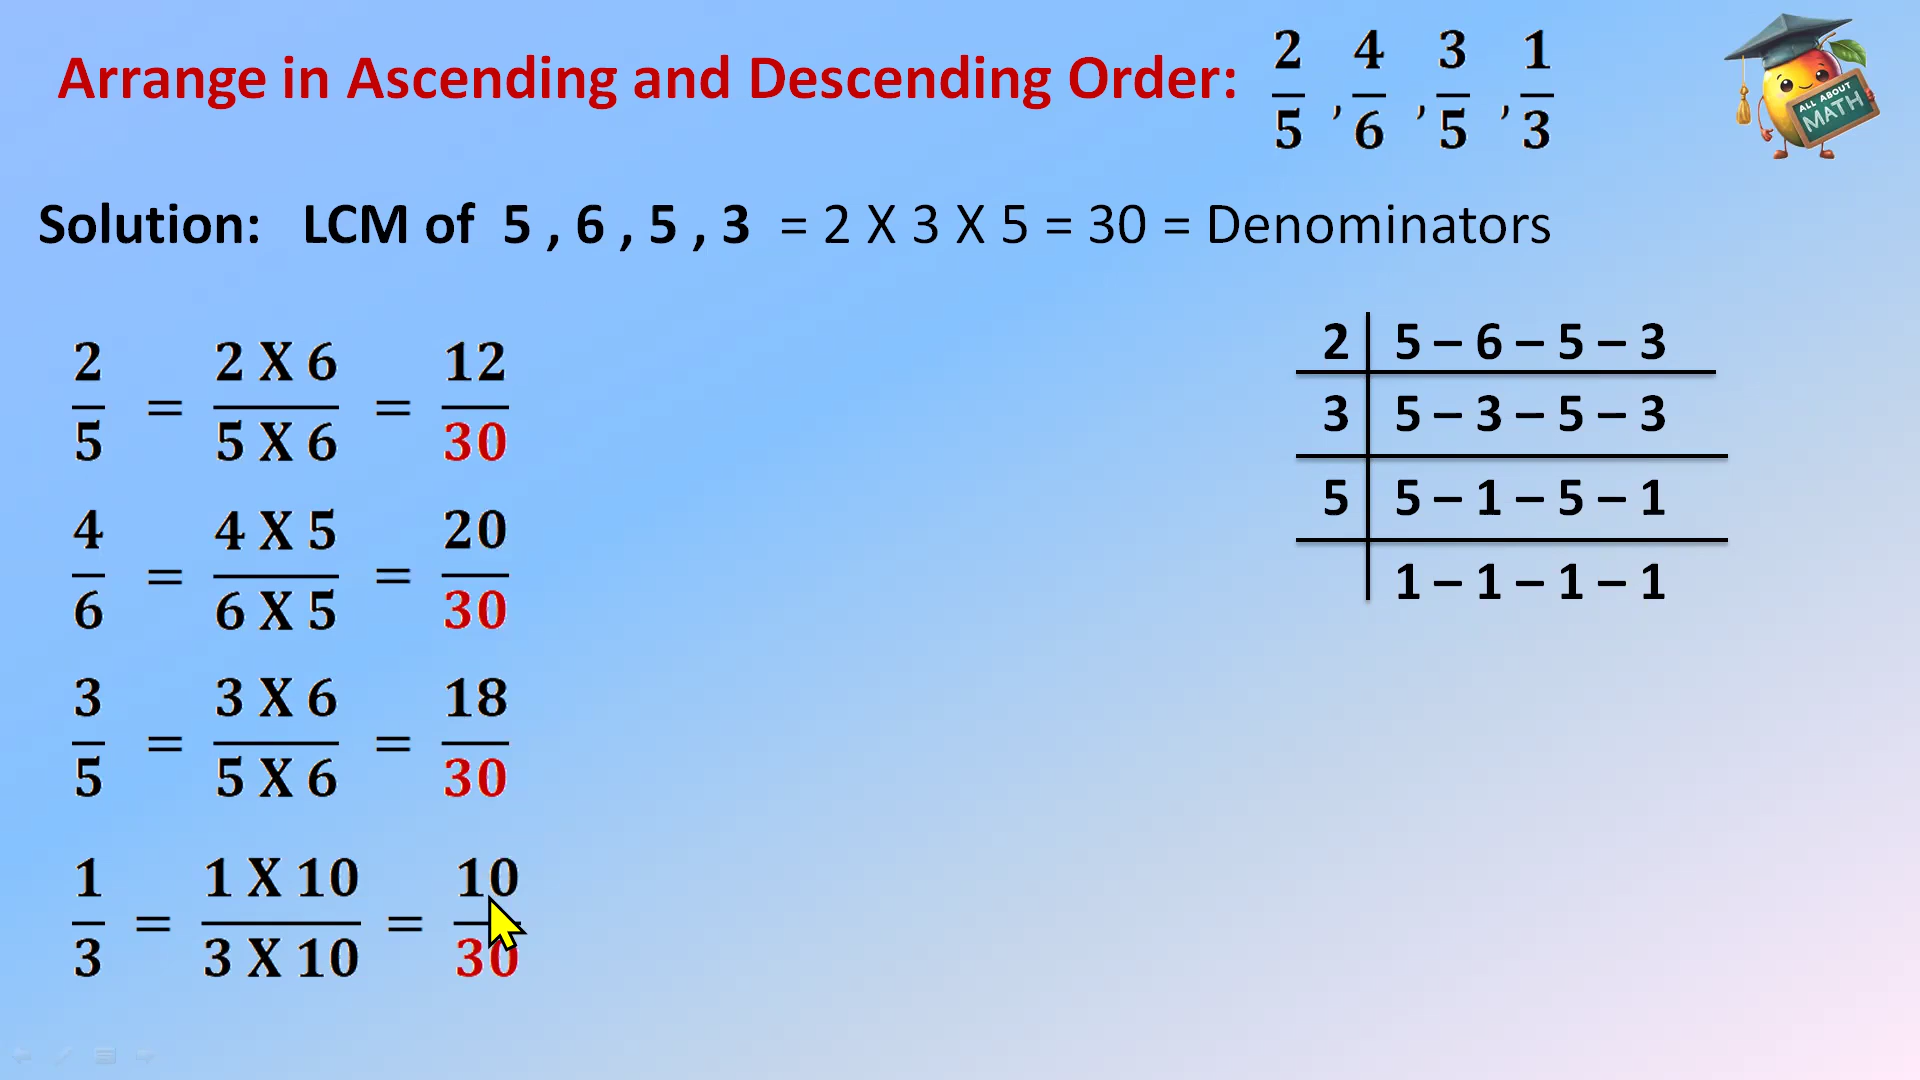 Arrange in Ascending and Descending Order: 2/5 , 4/6 , 3/5 , 1/3
ALL ABOUT
MATH
Solution: LCM of 5 , 6 , 5 , 3 = 2 X 3 X 5 = 30 = Denominators
2/5 = 2 X 6/5 X 6 = 12/30
4/6 = 4 X 5/6 X 5 = 20/30
3/5 = 3 X 6/5 X 6 = 18/30
1/3 = 1 X 10/3 X 10 = 10/30
2 | 5 – 6 – 5 – 3
3 | 5 – 3 – 5 – 3
5 | 5 – 1 – 5 – 1
| 1 – 1 – 1 – 1